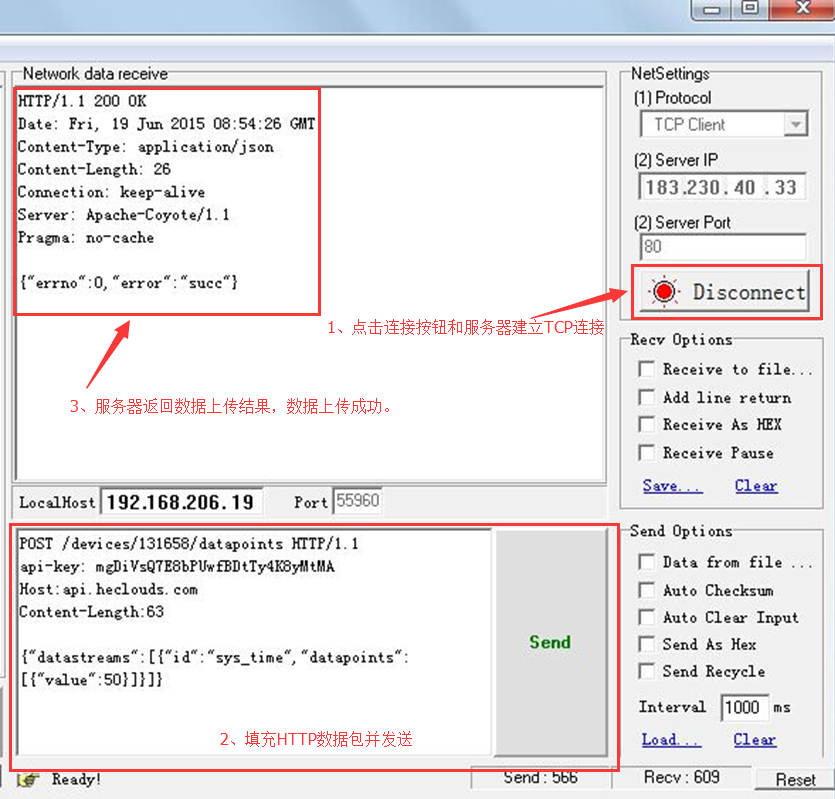 Network data receive
HTTP/1.1 200 OK
Date: Fri, 19 Jun 2015 08:54:26 GMT
Content-Type: application/json
Content-Length: 26
Connection: keep-alive
Server: Apache-Coyote/1.1
Pragma: no-cache
{"errno":0,"error":"succ"}
1、点击连接按钮和服务器建立TCP连接
3、服务器返回数据上传结果，数据上传成功。
NetSettings
(1) Protocol
TCP Client
(2) Server IP
183.230.40.33
(2) Server Port
80
Disconnect
Recv Options
Receive to file...
Add line return
Receive As HEX
Receive Pause
Save... Clear
LocalHost 192.168.206.19 Port 55960
POST /devices/131658/datapoints HTTP/1.1
api-key: mgDiVsQ7E8bPUwfBDtTy4K8yMtMA
Host:api.heclouds.com
Content-Length:63
{"datastreams":[{"id":"sys_time","datapoints":
[{"value":50}]}]}
Send
2、填充HTTP数据包并发送
Send Options
Data from file ...
Auto Checksum
Auto Clear Input
Send As Hex
Send Recycle
Interval 1000 ms
Load... Clear
Ready!
Send : 566
Recv : 609
Reset